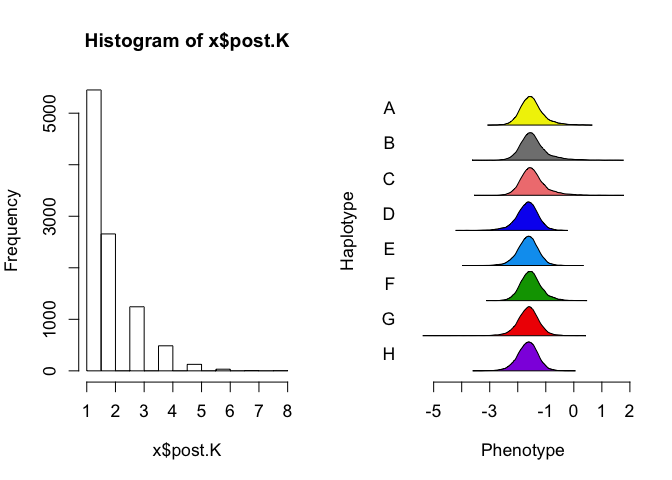 Histogram of x$post.K
Frequency
0 1000 3000 5000
1 2 3 4 5 6 7 8
x$post.K
Haplotype
A
B
C
D
E
F
G
H
-5 -3 -1 0 1 2
Phenotype